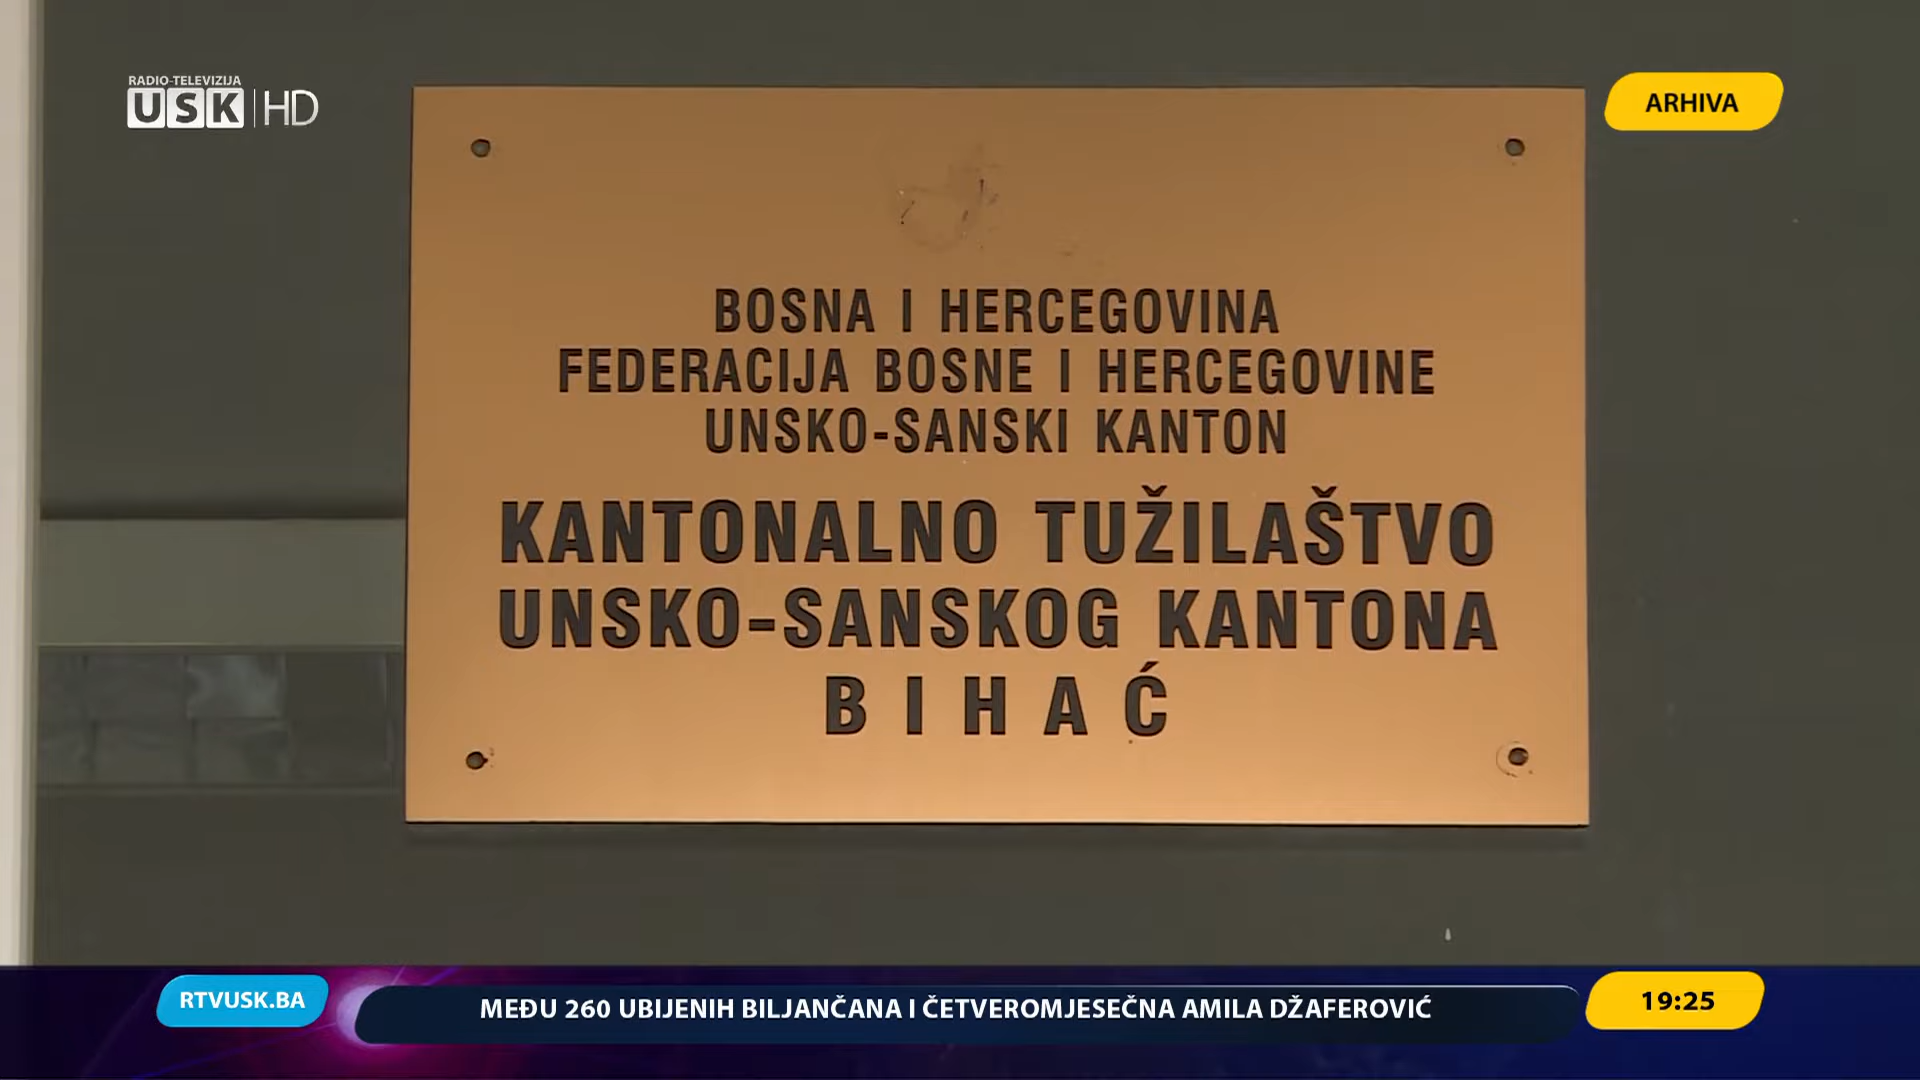 RADIO-TELEVIZIJA
USK HD
ARHIVA
BOSNA I HERCEGOVINA
FEDERACIJA BOSNE I HERCEGOVINE
UNSKO-SANSKI KANTON
KANTONALNO TUŽILAŠTVO
UNSKO-SANSKOG KANTONA
BIHAĆ
RTVUSK.BA
MEĐU 260 UBIJENIH BILJANČANA I ČETVEROMJESEČNA AMILA DŽAFEROVIĆ
19:25